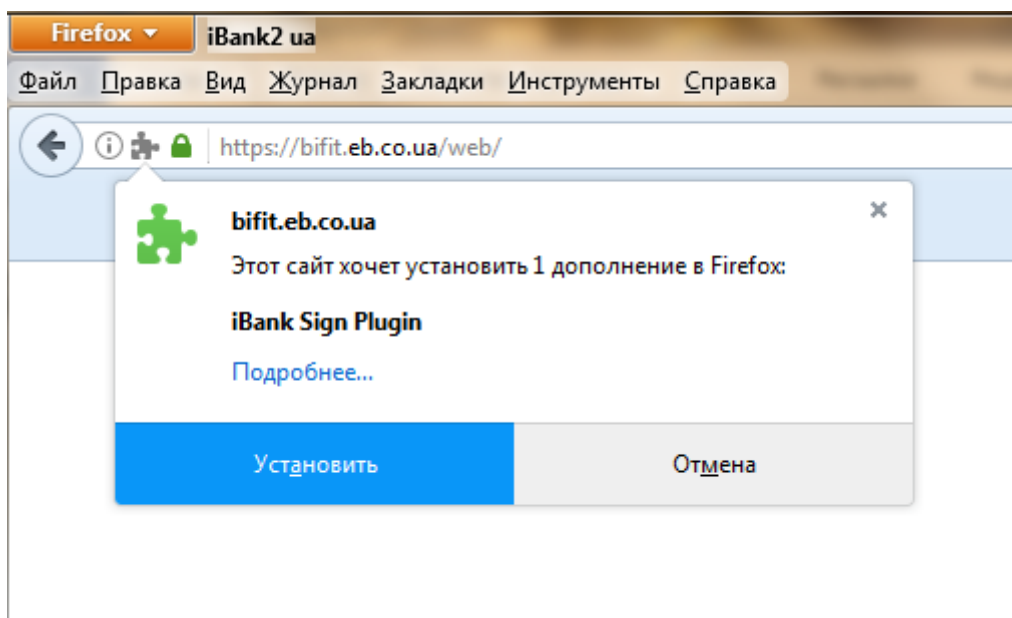 Firefox
iBank2 ua
Файл Правка Вид Журнал Закладки Инструменты Справка
https://bifit.eb.co.ua/web/
bifit.eb.co.ua
Этот сайт хочет установить 1 дополнение в Firefox:
iBank Sign Plugin
Подробнее...
Установить
Отмена